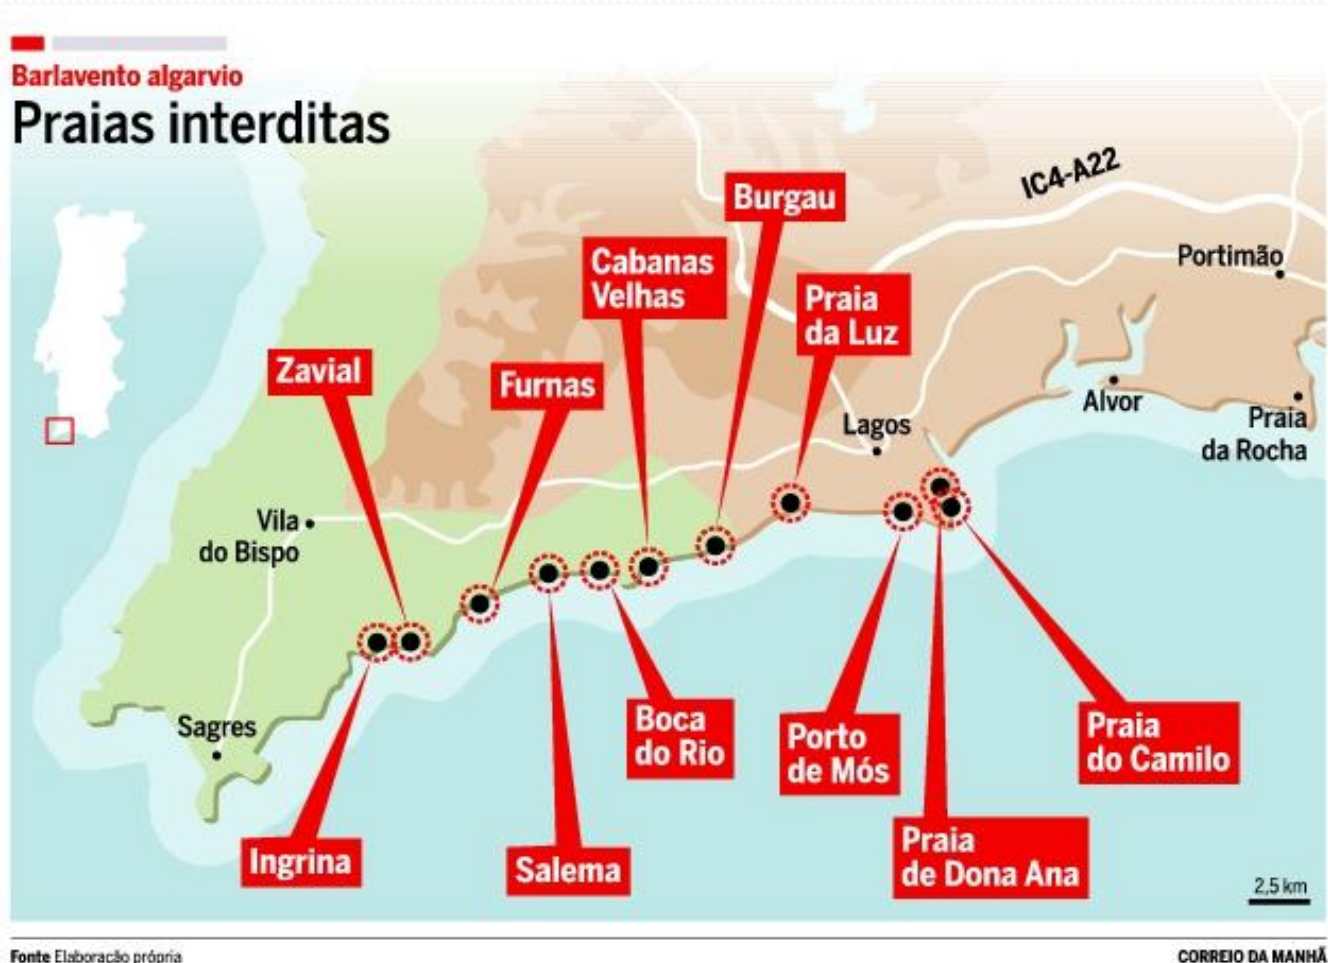 Barlavento algarvio
Praias interditas
IC4-A22
Burgau
Cabanas
Velhas
Portimão
Praia
da Luz
Zavial
Furnas
Alvor
Lagos
Praia
da Rocha
Vila
do Bispo
Sagres
Boca
do Rio
Porto
de Mós
Praia
do Camilo
Ingrina
Salema
Praia
de Dona Ana
2,5 km
Fonte Elaboração própria
CORREIO DA MANHÃ